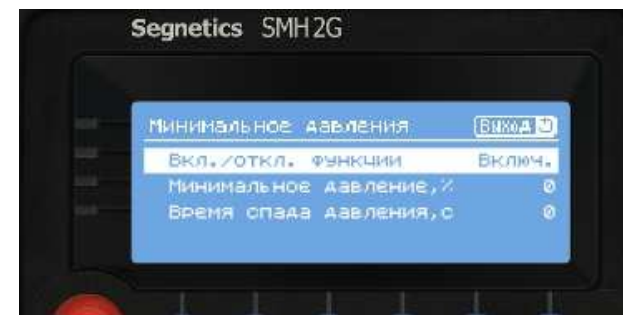 Segnetics SMH2G
Минимальное давления Выход
Вкл./откл. функции Включ.
Минимальное давление,% 0
Время спада давления,с 0